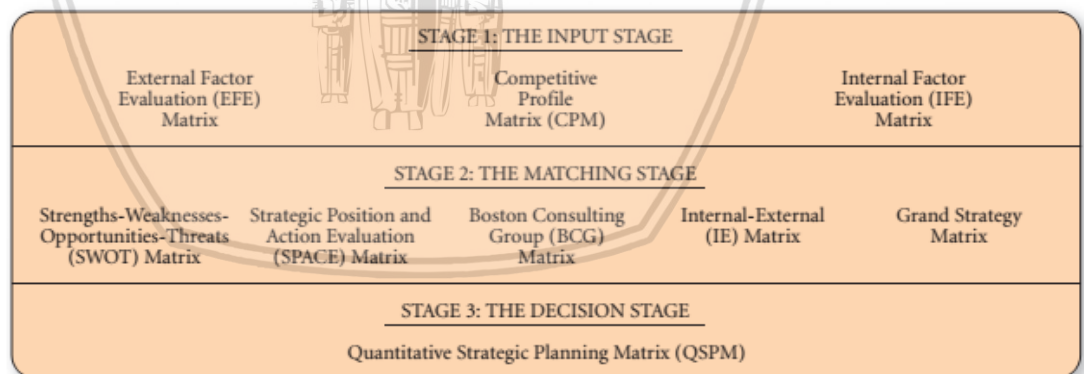 STAGE 1: THE INPUT STAGE
External Factor
Evaluation (EFE)
Matrix
Competitive
Profile
Matrix (CPM)
Internal Factor
Evaluation (IFE)
Matrix
STAGE 2: THE MATCHING STAGE
Strengths-Weaknesses-
Opportunities-Threats
(SWOT) Matrix
Strategic Position and
Action Evaluation
(SPACE) Matrix
Boston Consulting
Group (BCG)
Matrix
Internal-External
(IE) Matrix
Grand Strategy
Matrix
STAGE 3: THE DECISION STAGE
Quantitative Strategic Planning Matrix (QSPM)